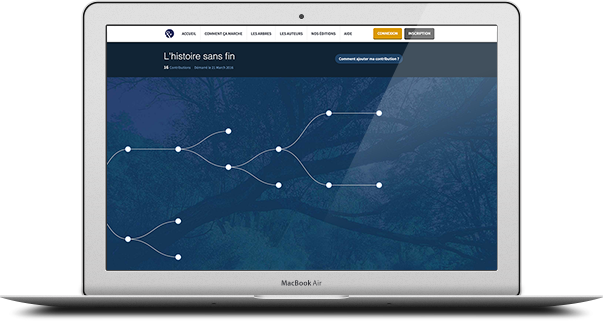 ACCUEIL COMMENT ÇA MARCHE LES ARBRES LES AUTEURS NOS ÉDITIONS AIDE CONNEXION INSCRIPTION
L'histoire sans fin
16 Contributions Démarré le 11 March 2016
Comment ajouter ma contribution ?
MacBook Air